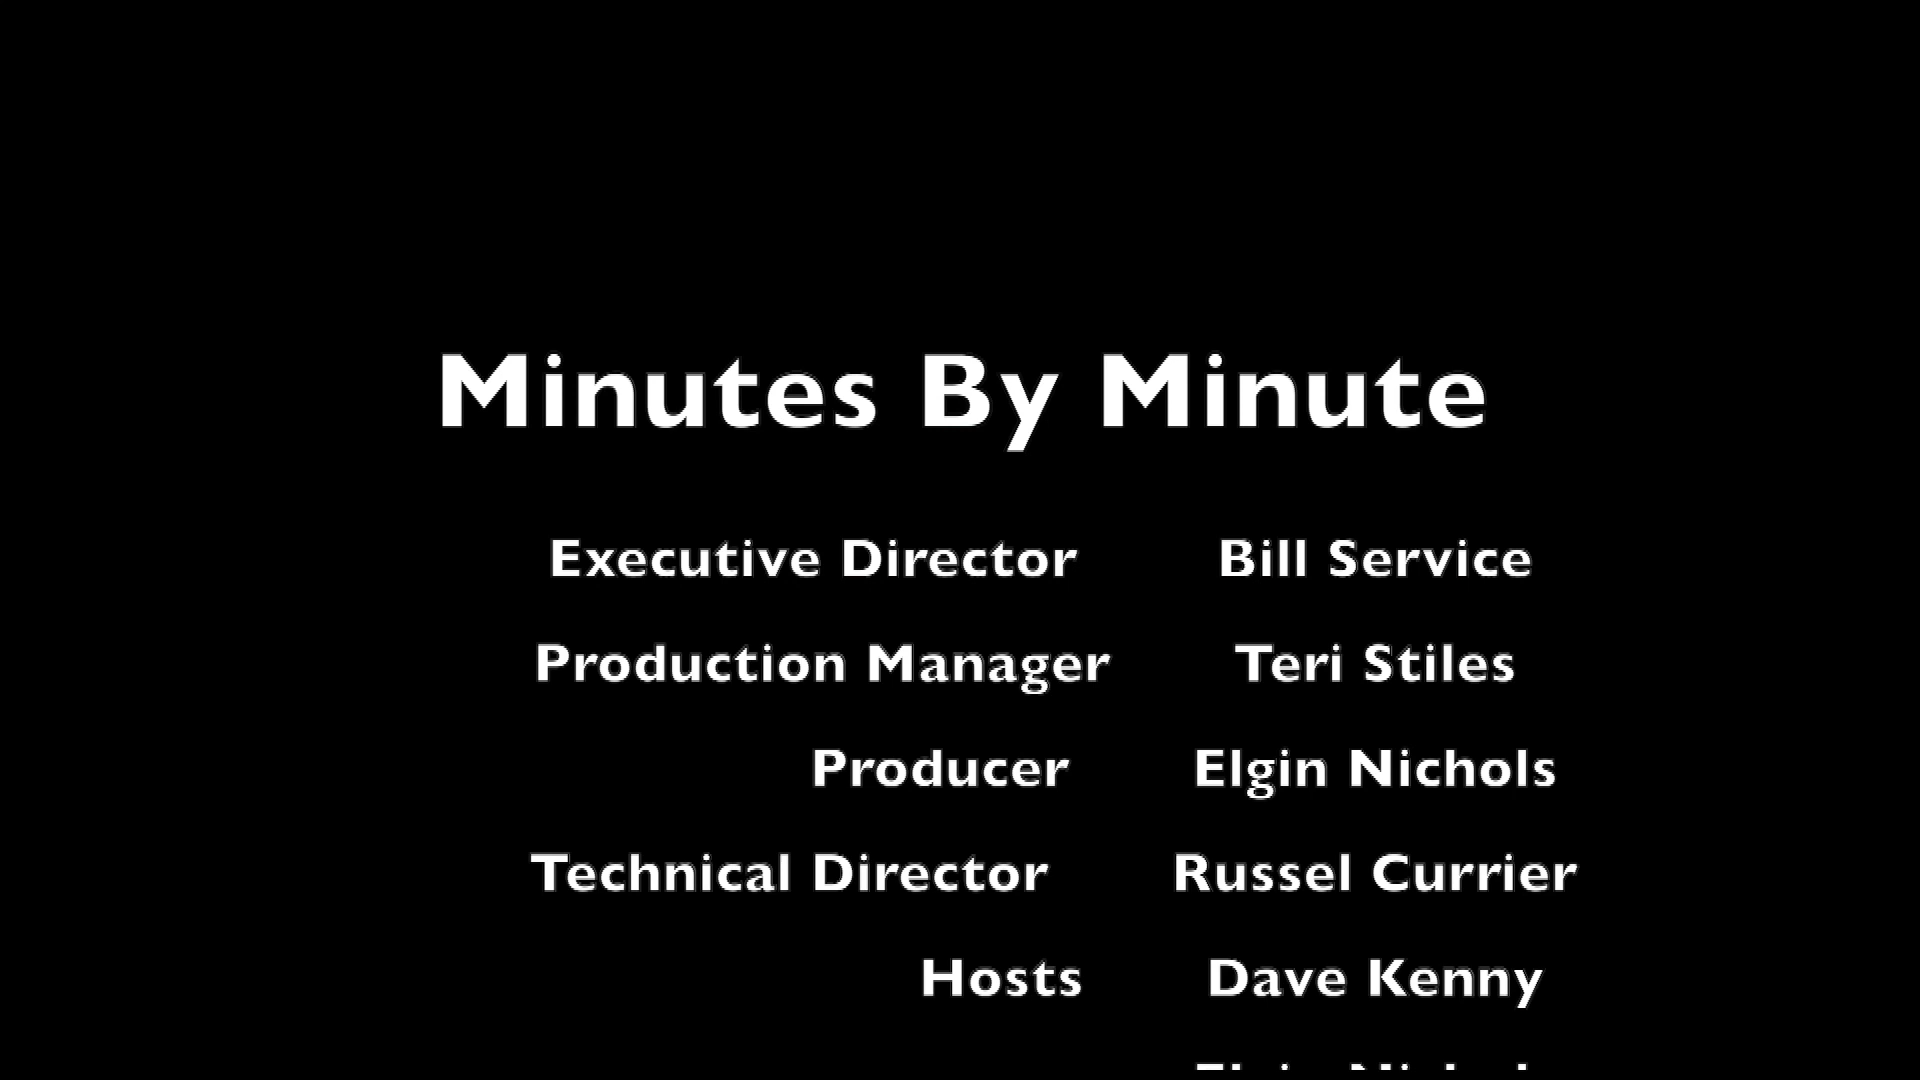 Minutes By Minute
Executive Director Bill Service
Production Manager Teri Stiles
Producer Elgin Nichols
Technical Director Russel Currier
Hosts Dave Kenny